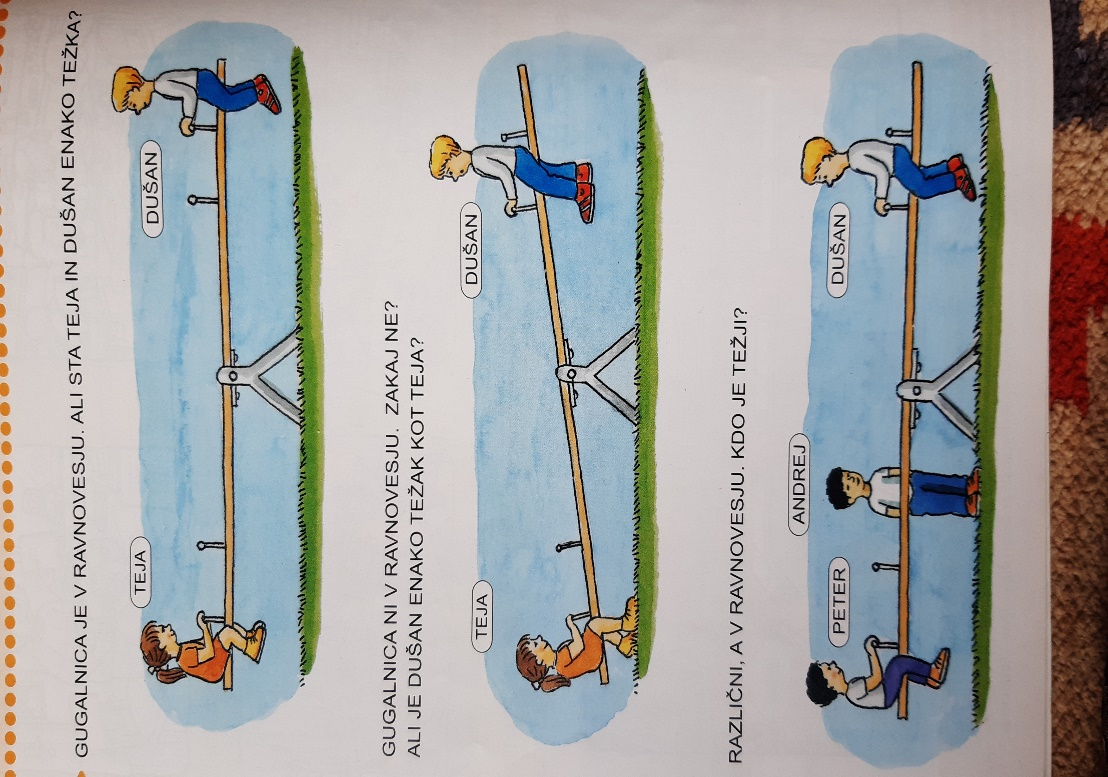 GUGALNICA JE V RAVNOVESJU. ALI STA TEJA IN DUŠAN ENAKO TEŽKA?
TEJA
DUŠAN
GUGALNICA NI V RAVNOVESJU. ZAKAJ NE?
ALI JE DUŠAN ENAKO TEŽAK KOT TEJA?
TEJA
DUŠAN
RAZLIČNI, A V RAVNOVESJU. KDO JE TEŽJI?
ANDREJ
PETER
DUŠAN